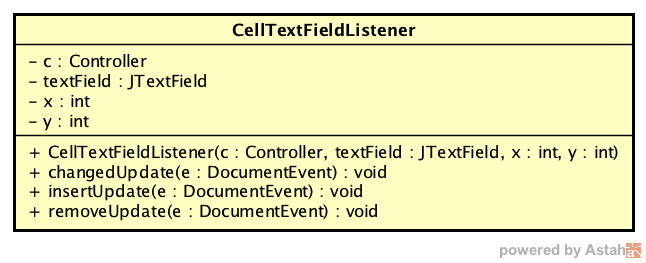 CellTextFieldListener
- c : Controller
- textField : JTextField
- x : int
- y : int
+ CellTextFieldListener(c : Controller, textField : JTextField, x : int, y : int)
+ changedUpdate(e : DocumentEvent) : void
+ insertUpdate(e : DocumentEvent) : void
+ removeUpdate(e : DocumentEvent) : void
powered by Astah